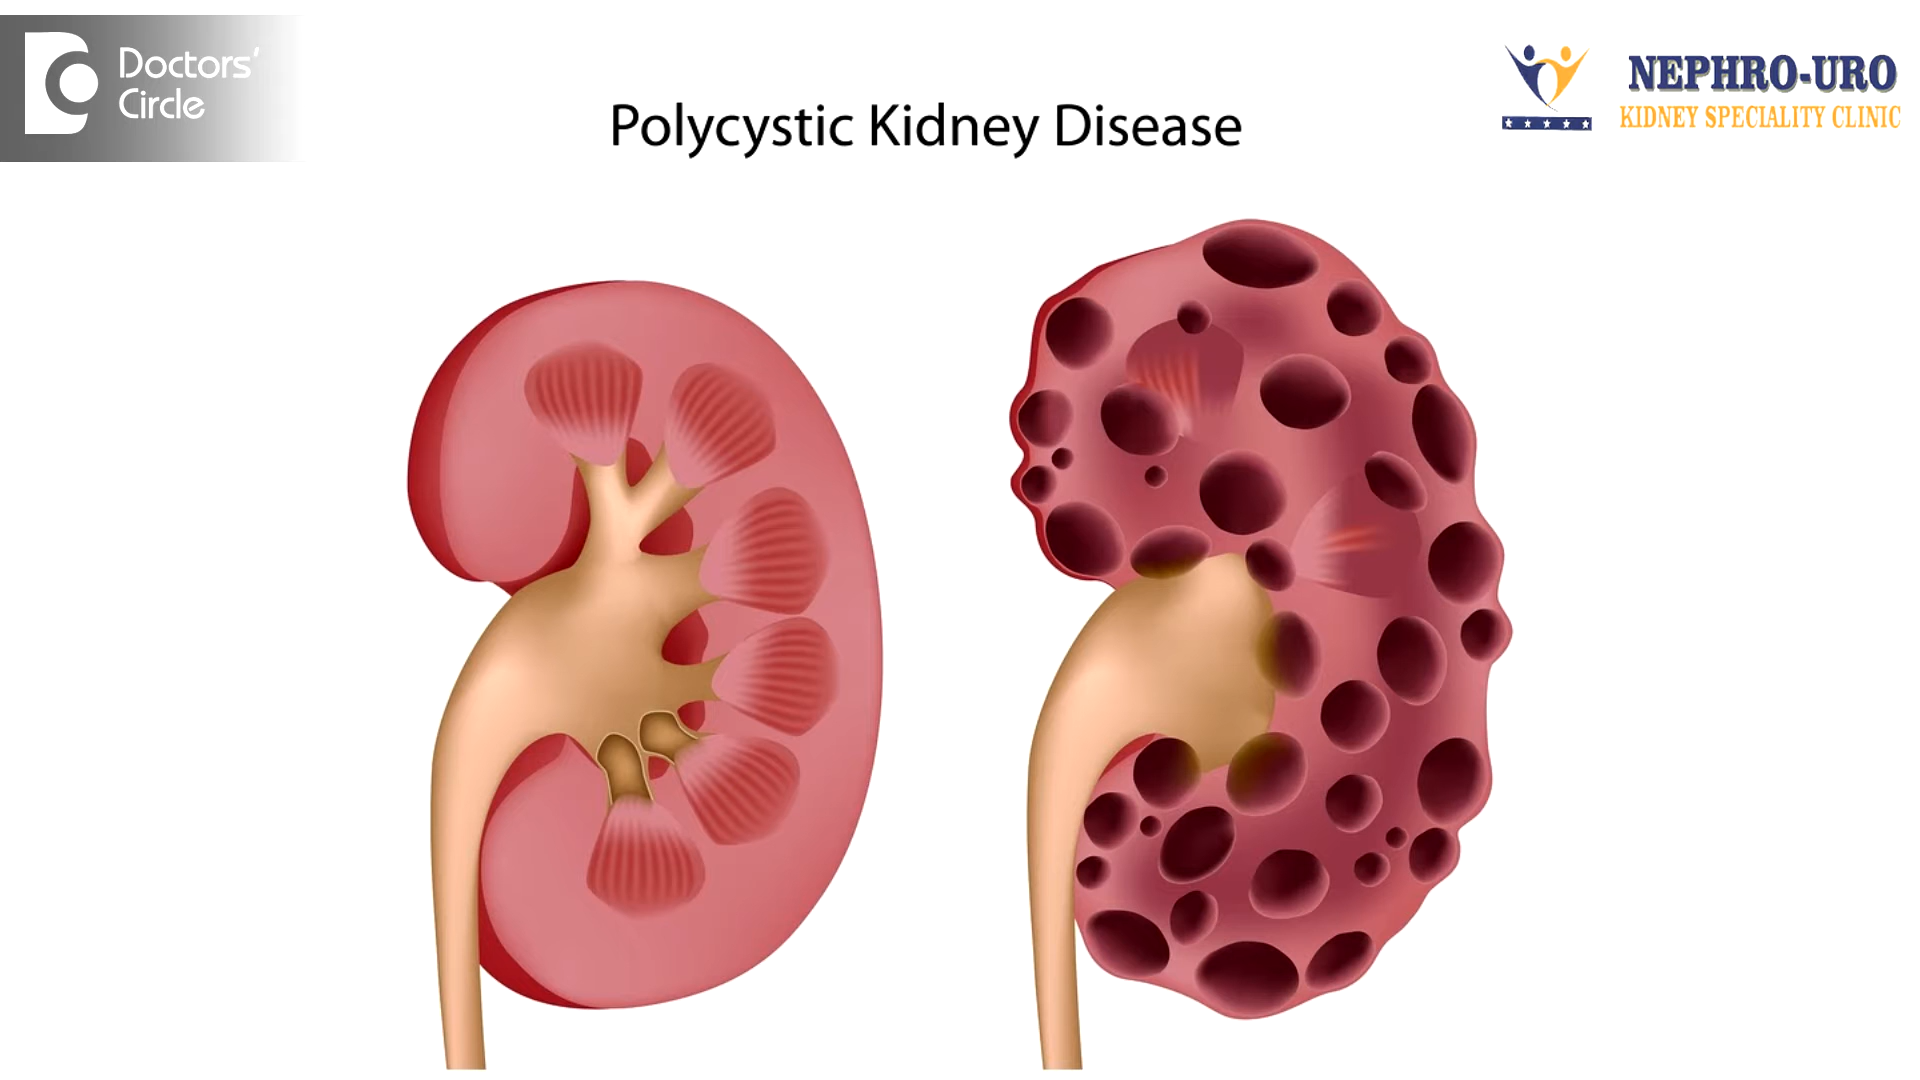 Doctors'
Circle
Polycystic Kidney Disease
NEPHRO-URO
KIDNEY SPECIALITY CLINIC